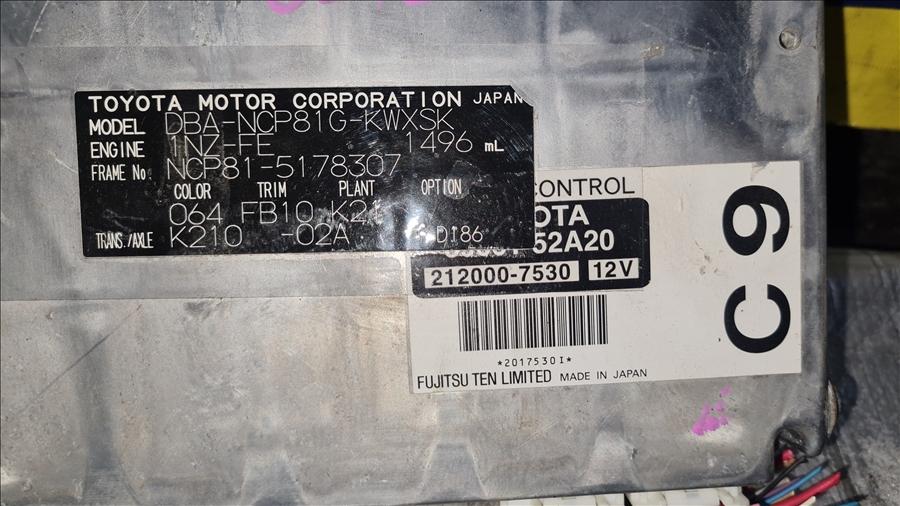 TOYOTA MOTOR CORPORATION JAPAN
MODEL DBA-NCP81G-KWXSK
ENGINE 1NZ-FE 1496 mL
FRAME No. NCP81-5178307
COLOR TRIM PLANT OPTION
064 FB10 K21
TRANS./AXLE K210 -02A DI86
CONTROL
52A20
212000-7530 12V
*2017530I*
FUJITSU TEN LIMITED MADE IN JAPAN
C9